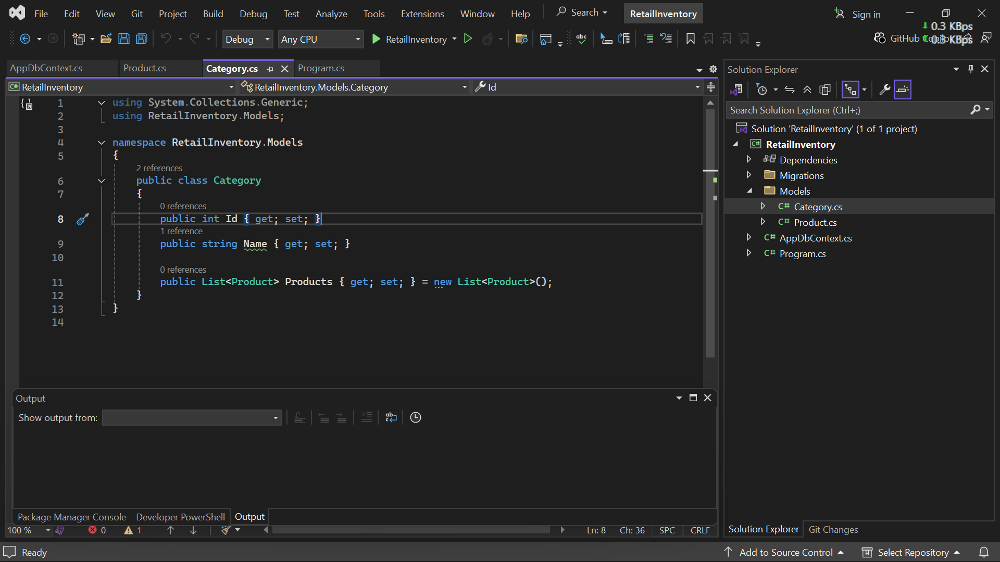 File Edit View Git Project Build Debug Test Analyze Tools Extensions Window Help Search RetailInventory Sign in
0.3 KBps
Debug Any CPU RetailInventory GitHub 0.3 KBps
AppDbContext.cs Product.cs Category.cs Program.cs
RetailInventory RetailInventory.Models.Category Id
1 using System.Collections.Generic;
2 using RetailInventory.Models;
3
4 namespace RetailInventory.Models
5 {
2 references
6 public class Category
7 {
0 references
8 public int Id { get; set; }
1 reference
9 public string Name { get; set; }
10
0 references
11 public List<Product> Products { get; set; } = new List<Product>();
12 }
13 }
14
Output
Show output from:
Package Manager Console Developer PowerShell Output
100 % 0 1 Ln: 8 Ch: 36 SPC CRLF
Solution Explorer
Search Solution Explorer (Ctrl+;)
Solution 'RetailInventory' (1 of 1 project)
RetailInventory
Dependencies
Migrations
Models
C# Category.cs
C# Product.cs
C# AppDbContext.cs
C# Program.cs
Solution Explorer Git Changes
Ready Add to Source Control Select Repository